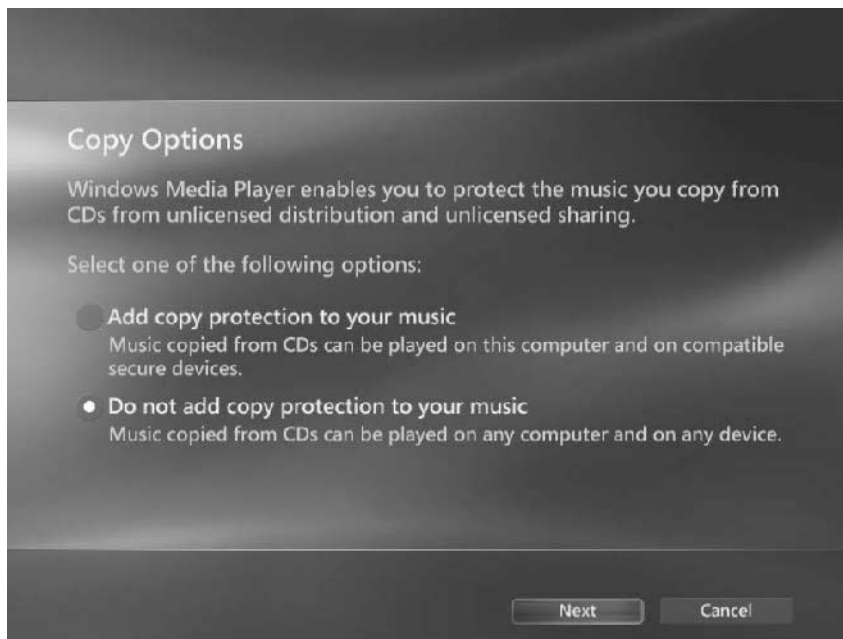 Copy Options
Windows Media Player enables you to protect the music you copy from
CDs from unlicensed distribution and unlicensed sharing.
Select one of the following options:
Add copy protection to your music
Music copied from CDs can be played on this computer and on compatible
secure devices.
Do not add copy protection to your music
Music copied from CDs can be played on any computer and on any device.
Next Cancel